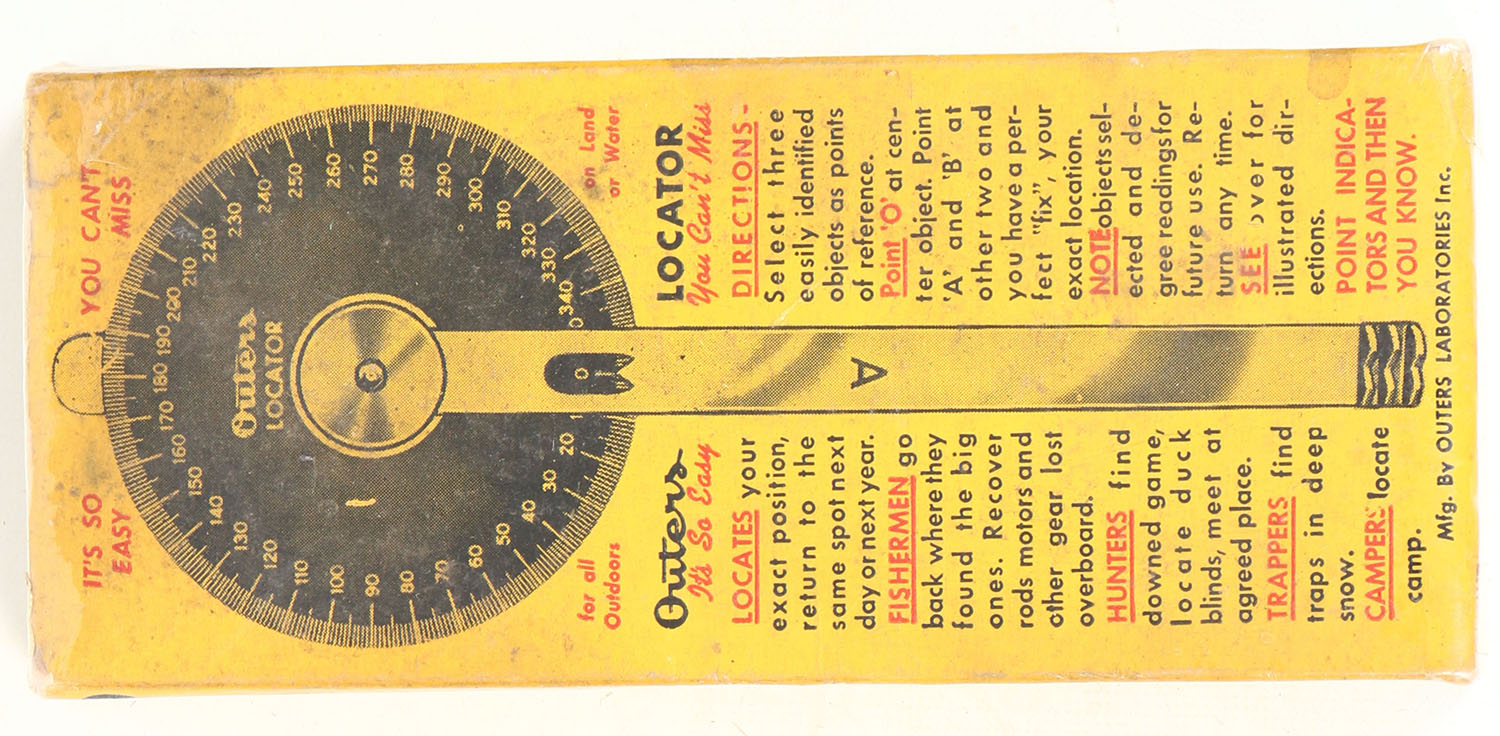 IT'S SO
EASY
YOU CAN'T
MISS
Outers
LOCATOR
0
10
20
30
40
50
60
70
80
90
100
110
120
130
140
150
160
170
180
190
200
210
220
230
240
250
260
270
280
290
300
310
320
330
340
O
A
for all
Outdoors
on Land
or Water
Outers LOCATOR
It's So Easy You Can't Miss
LOCATES your
exact position,
return to the
same spot next
day or next year.
FISHERMEN go
back where they
found the big
ones. Recover
rods motors and
other gear lost
overboard.
HUNTERS find
downed game,
locate duck
blinds, meet at
agreed place.
TRAPPERS find
traps in deep
snow.
CAMPERS locate
camp.
DIRECTIONS-
Select three
easily identified
objects as points
of reference.
Point 'O' at cen-
ter object. Point
'A' and 'B' at
other two and
you have a per-
fect "fix", your
exact location.
NOTE objects sel-
ected and de-
gree readings for
future use. Re-
turn any time.
SEE over for
illustrated dir-
ections.
POINT INDICA-
TORS AND THEN
YOU KNOW.
Mfg. By OUTERS LABORATORIES Inc.